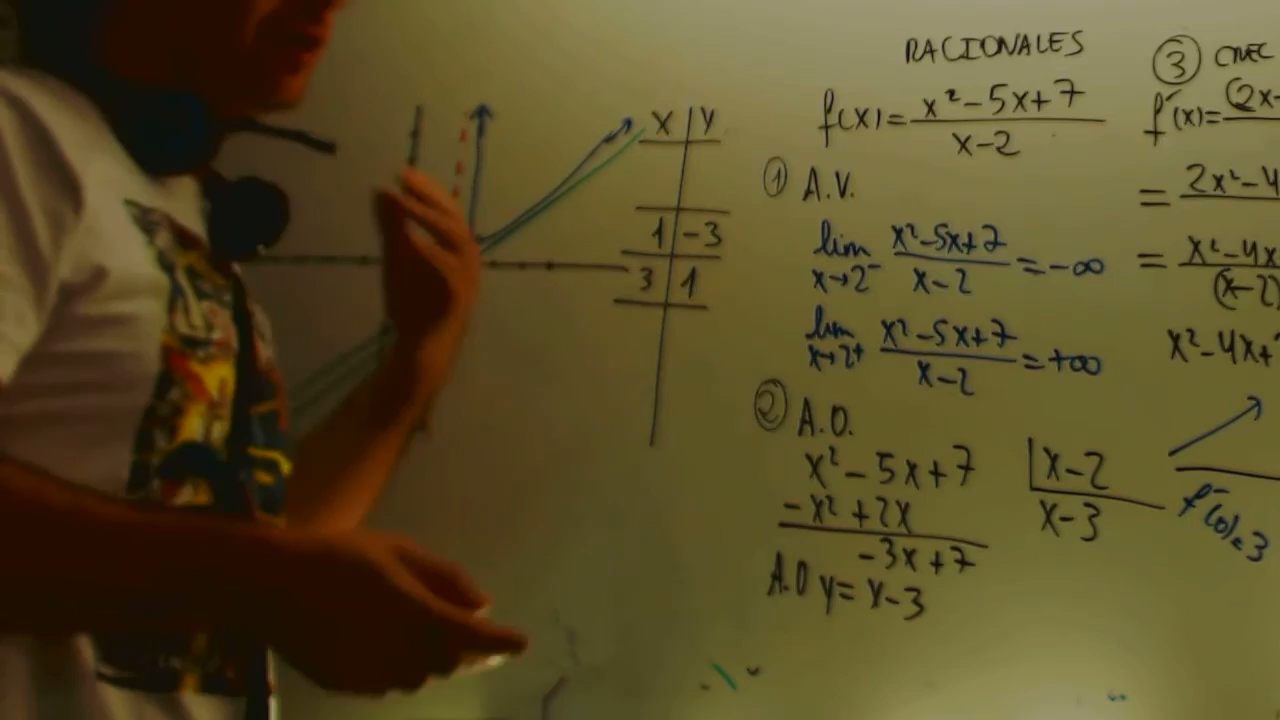 RACIONALES
f(x)= x²-5x+7 / x-2
① A.V.
lim x→2⁻ x²-5x+7 / x-2 = -∞
lim x→2+ x²-5x+7 / x-2 = +∞
② A.O.
x²-5x+7 | x-2
-x²+2x x-3
-3x+7
A.O y= x-3
X | Y
1 | -3
3 | 1
③ CREC
f'(x)= (2x-
= 2x²-4
= x²-4x / (x-2)
x²-4x+
f'(0)=3